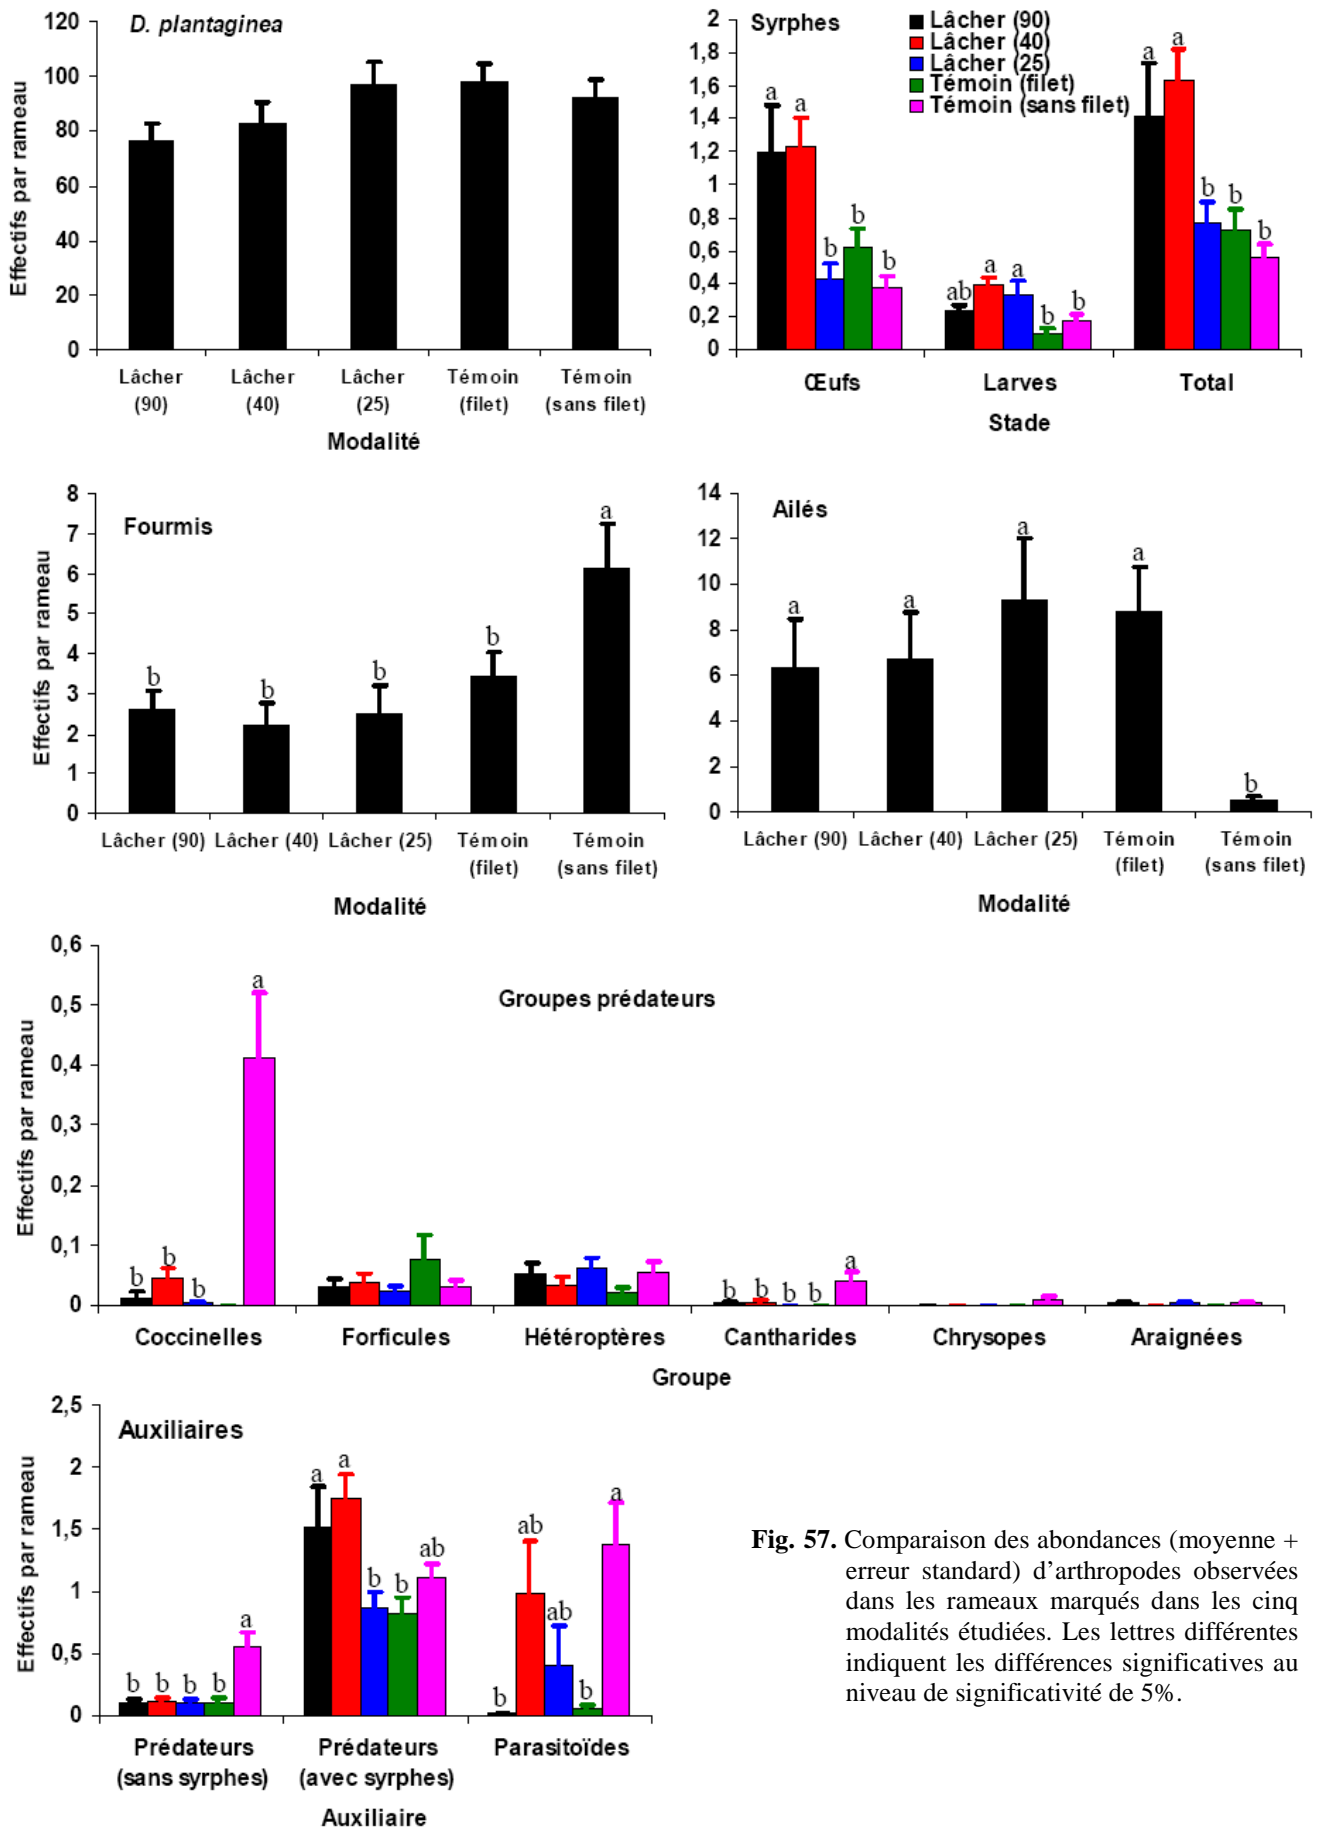 D. plantaginea
Effectifs par rameau
120
100
80
60
40
20
0
Lâcher (90)
Lâcher (40)
Lâcher (25)
Témoin (filet)
Témoin (sans filet)
Modalité
Syrphes
Lâcher (90)
Lâcher (40)
Lâcher (25)
Témoin (filet)
Témoin (sans filet)
2
1,8
1,6
1,4
1,2
1
0,8
0,6
0,4
0,2
0
a a b b b
ab a a b b
a a b b b
Œufs Larves Total
Stade
Fourmis
Effectifs par rameau
8
7
6
5
4
3
2
1
0
b b b b a
Lâcher (90) Lâcher (40) Lâcher (25) Témoin (filet) Témoin (sans filet)
Modalité
Ailés
14
12
10
8
6
4
2
0
a a a a b
Lâcher (90) Lâcher (40) Lâcher (25) Témoin (filet) Témoin (sans filet)
Modalité
Groupes prédateurs
Effectifs par rameau
0,6
0,5
0,4
0,3
0,2
0,1
0
b b b a
b b b b a
Coccinelles Forficules Hétéroptères Cantharides Chrysopes Araignées
Groupe
Auxiliaires
Effectifs par rameau
2,5
2
1,5
1
0,5
0
b b b b a
a a b b ab
b ab ab b a
Prédateurs (sans syrphes)
Prédateurs (avec syrphes)
Parasitoïdes
Auxiliaire
Fig. 57. Comparaison des abondances (moyenne +
erreur standard) d’arthropodes observées
dans les rameaux marqués dans les cinq
modalités étudiées. Les lettres différentes
indiquent les différences significatives au
niveau de significativité de 5%.